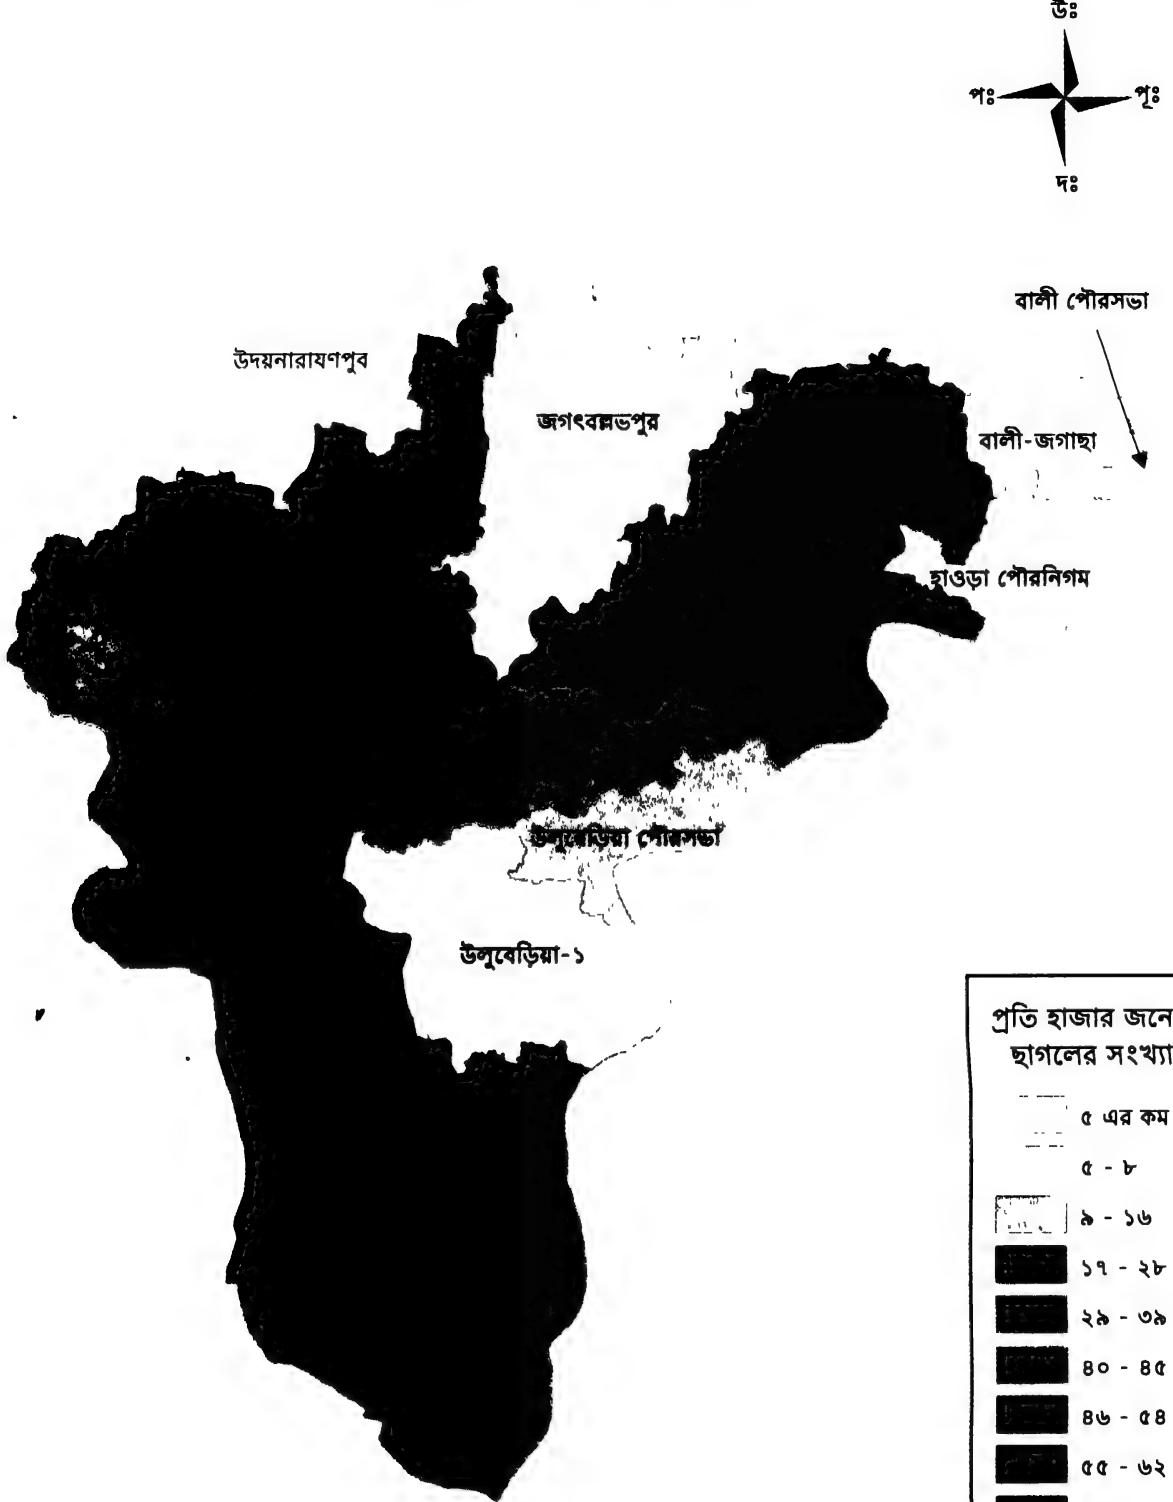 উঃ
পঃ
পূঃ
দঃ
বালী পৌরসভা
উদয়নারাযণপুব
জগৎবল্লভপুর
বালী-জগাছা
হাওড়া পৌরনিগম
উলুবেড়িয়া পৌরসভা
উলুবেড়িয়া-১
প্রতি হাজার জনে
ছাগলের সংখ্যা
৫ এর কম
৫ - ৮
৯ - ১৬
১৭ - ২৮
২৯ - ৩৯
৪০ - ৪৫
৪৬ - ৫৪
৫৫ - ৬২